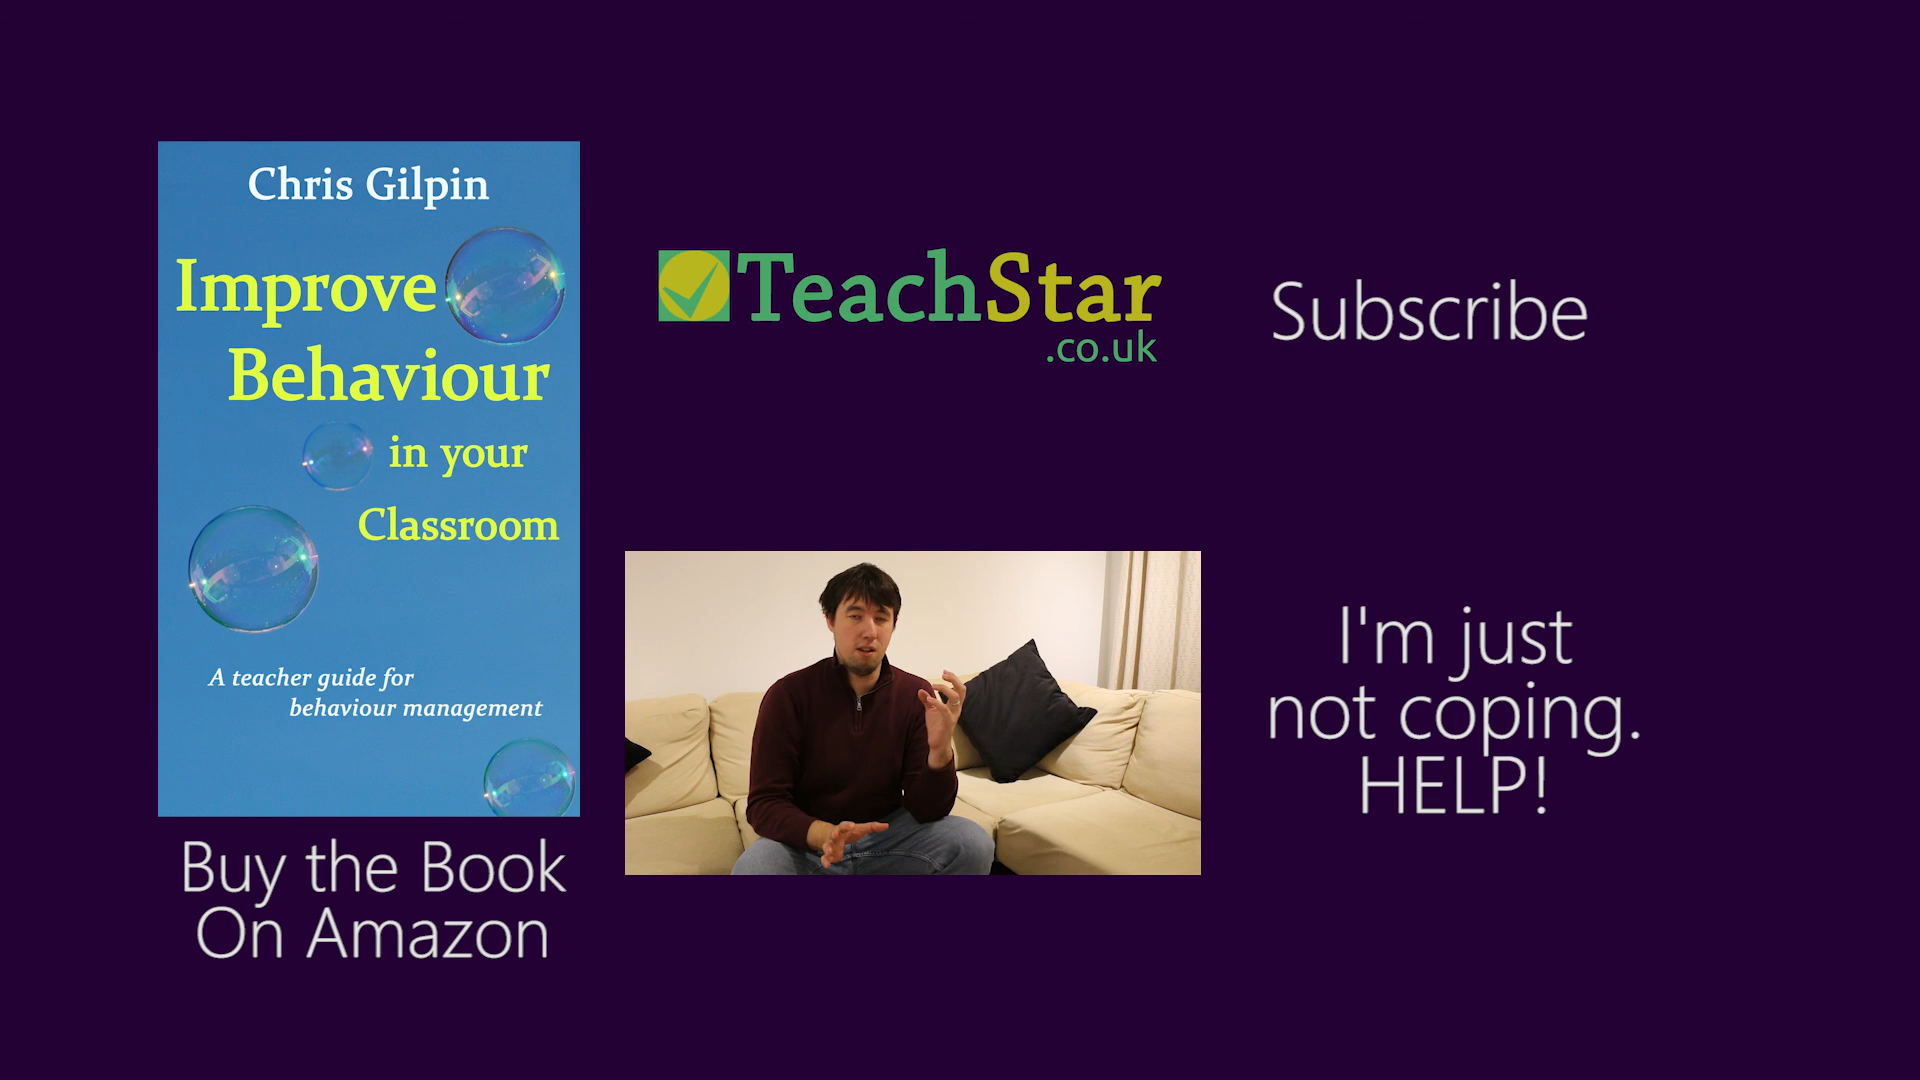 Chris Gilpin
Improve
Behaviour
in your
Classroom
A teacher guide for
behaviour management
Buy the Book
On Amazon
TeachStar
.co.uk
Subscribe
I'm just
not coping.
HELP!